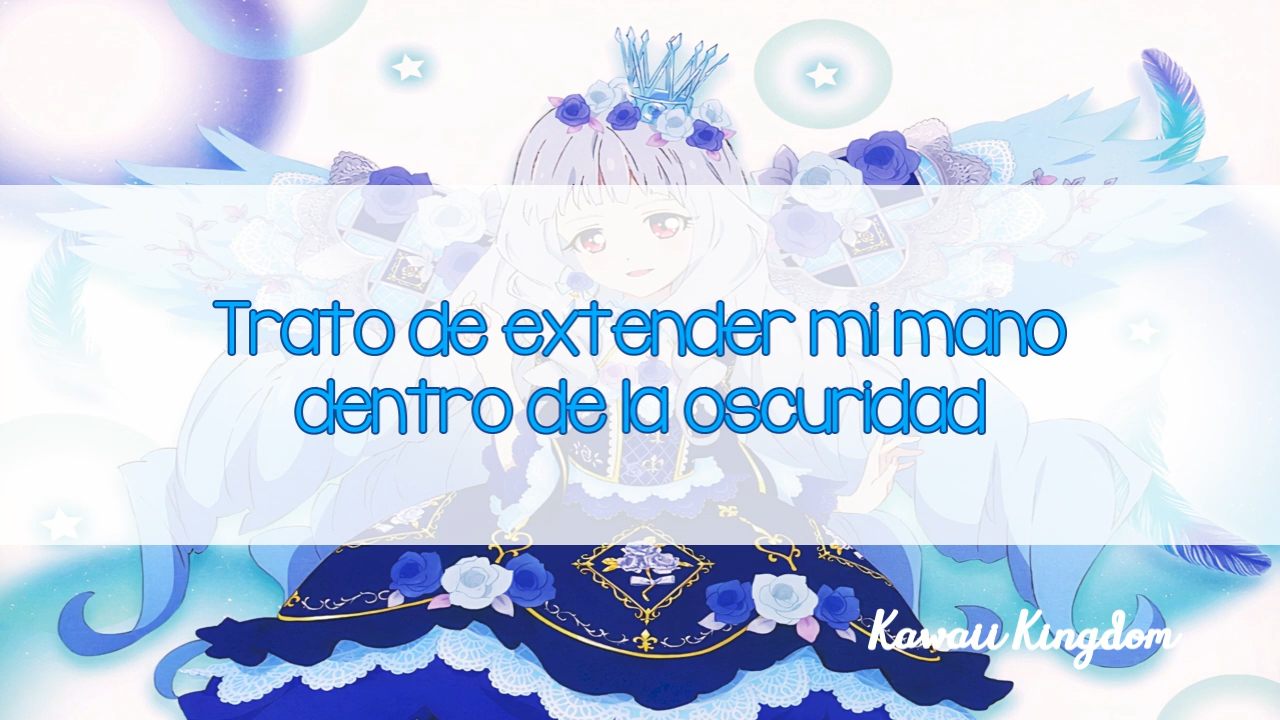 Trato de extender mi mano
dentro de la oscuridad
Kawaii Kingdom